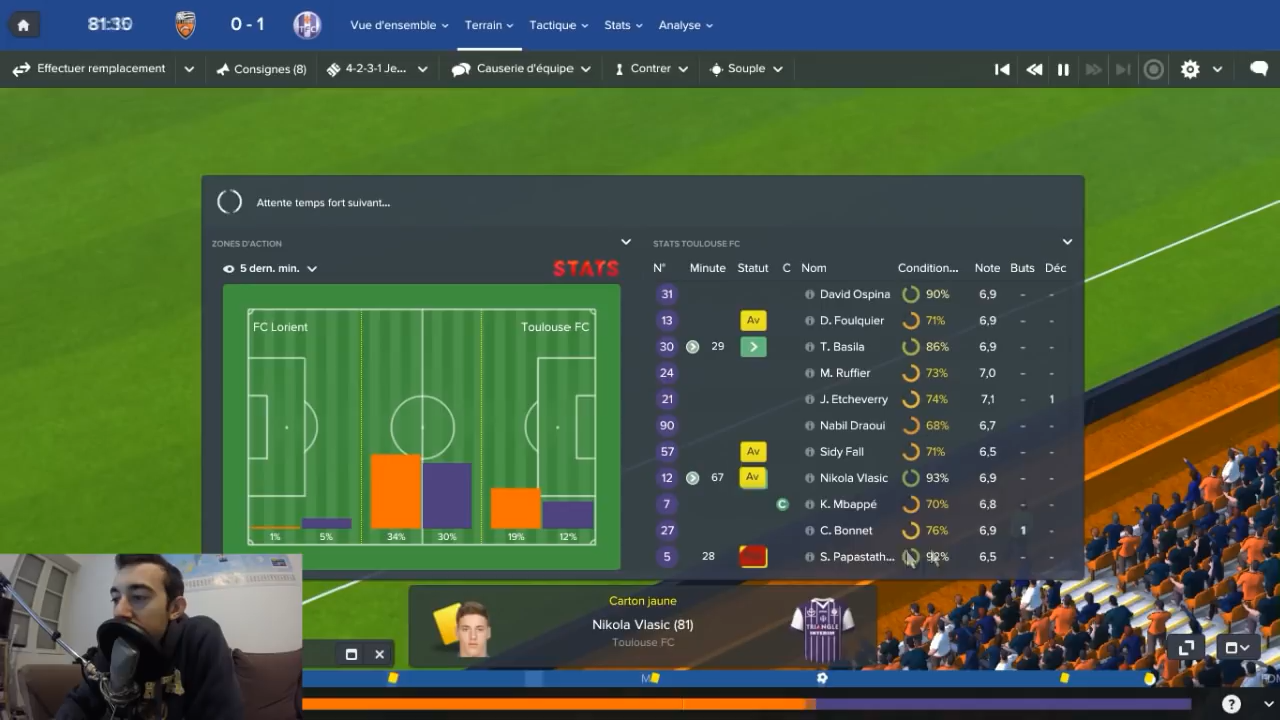 81:35 0 - 1 Vue d'ensemble Terrain Tactique Stats Analyse
Effectuer remplacement Consignes (8) 4-2-3-1 Je... Causerie d'équipe Contrer Souple
Attente temps fort suivant...
ZONES D'ACTION
5 dern. min. STATS
FC Lorient Toulouse FC
1% 5% 34% 30% 19% 12%
STATS TOULOUSE FC
N° Minute Statut C Nom Condition... Note Buts Déc
31 David Ospina 90% 6,9 - -
13 Av D. Foulquier 71% 6,9 - -
30 29 T. Basila 86% 6,9 - -
24 M. Ruffier 73% 7,0 - -
21 J. Etcheverry 74% 7,1 - 1
90 Nabil Draoui 68% 6,7 - -
57 Av Sidy Fall 71% 6,5 - -
12 67 Av Nikola Vlasic 93% 6,9 - -
7 C K. Mbappé 70% 6,8 - -
27 C. Bonnet 76% 6,9 1 -
5 28 S. Papastath... 92% 6,5 - -
Carton jaune
Nikola Vlasic (81)
Toulouse FC
TRIANGLE
INTERIM